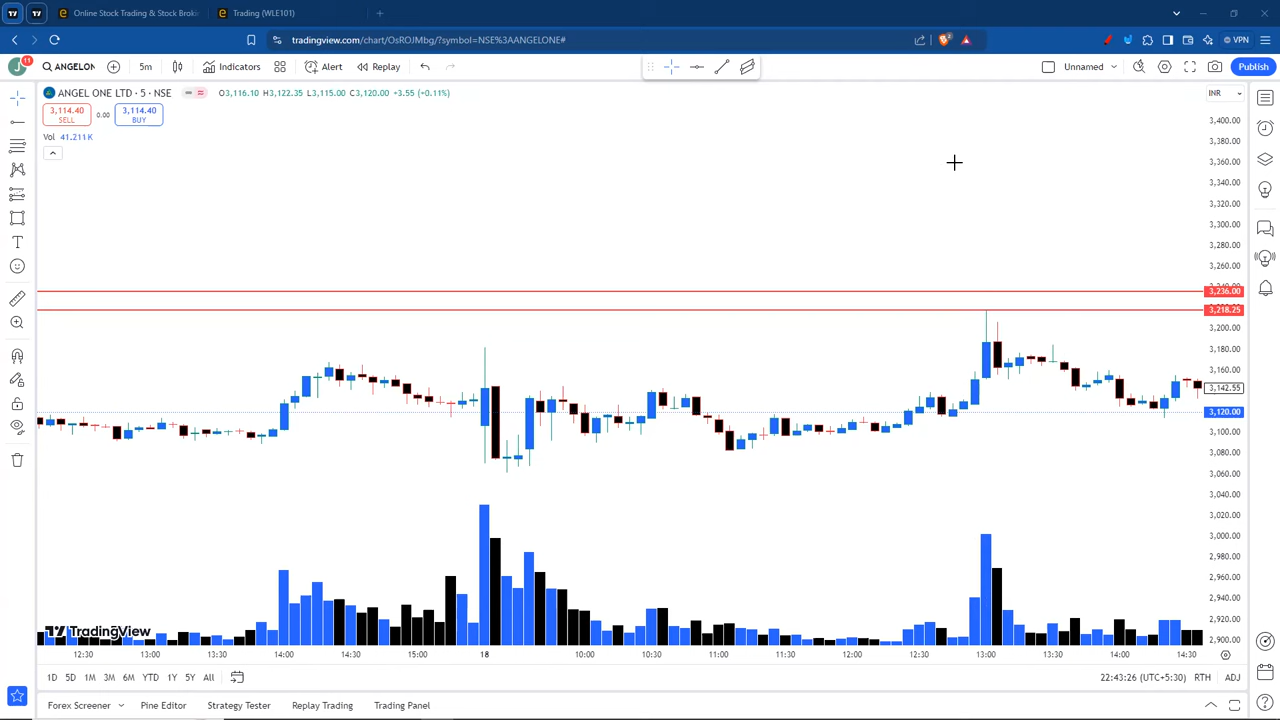 Online Stock Trading & Stock Brokin
Trading (WLE101)
tradingview.com/chart/OsROJMbg/?symbol=NSE%3AANGELONE#
VPN
J
11
ANGELON
5m
Indicators
Alert
Replay
Unnamed
Publish
ANGEL ONE LTD · 5 · NSE
O3,116.10 H3,122.35 L3,115.00 C3,120.00 +3.55 (+0.11%)
INR
3,114.40
SELL
0.00
3,114.40
BUY
Vol 41.211 K
3,400.00
3,380.00
3,360.00
3,340.00
3,320.00
3,300.00
3,280.00
3,260.00
3,236.00
3,218.25
3,200.00
3,180.00
3,160.00
3,142.55
3,120.00
3,100.00
3,080.00
3,060.00
3,040.00
3,020.00
3,000.00
2,980.00
2,960.00
2,940.00
2,920.00
2,900.00
TradingView
12:30 13:00 13:30 14:00 14:30 15:00 18 10:00 10:30 11:00 11:30 12:00 12:30 13:00 13:30 14:00 14:30
1D 5D 1M 3M 6M YTD 1Y 5Y All
22:43:26 (UTC+5:30) RTH ADJ
Forex Screener Pine Editor Strategy Tester Replay Trading Trading Panel